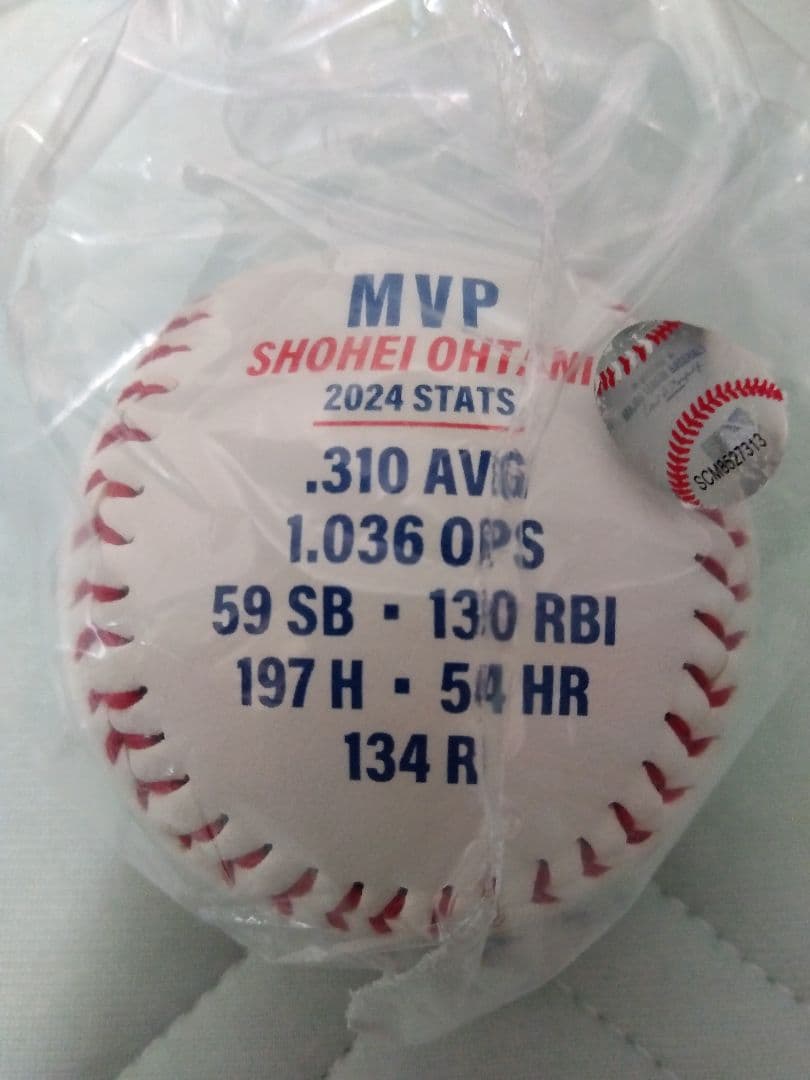 MVP
SHOHEI OHTANI
2024 STATS
.310 AVG
1.036 OPS
59 SB ▪ 130 RBI
197 H ▪ 54 HR
134 R
SCM8527313